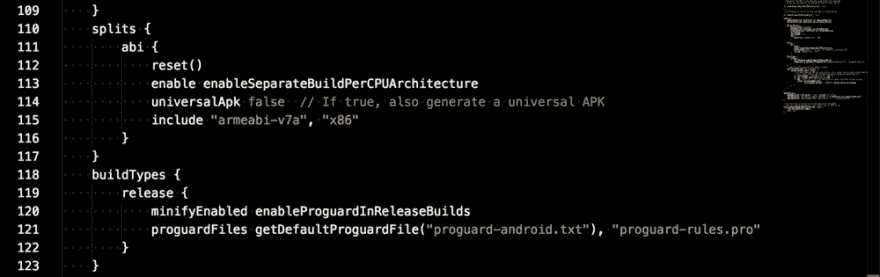 109 }
110 splits {
111 abi {
112 reset()
113 enable enableSeparateBuildPerCPUArchitecture
114 universalApk false // If true, also generate a universal APK
115 include "armeabi-v7a", "x86"
116 }
117 }
118 buildTypes {
119 release {
120 minifyEnabled enableProguardInReleaseBuilds
121 proguardFiles getDefaultProguardFile("proguard-android.txt"), "proguard-rules.pro"
122 }
123 }